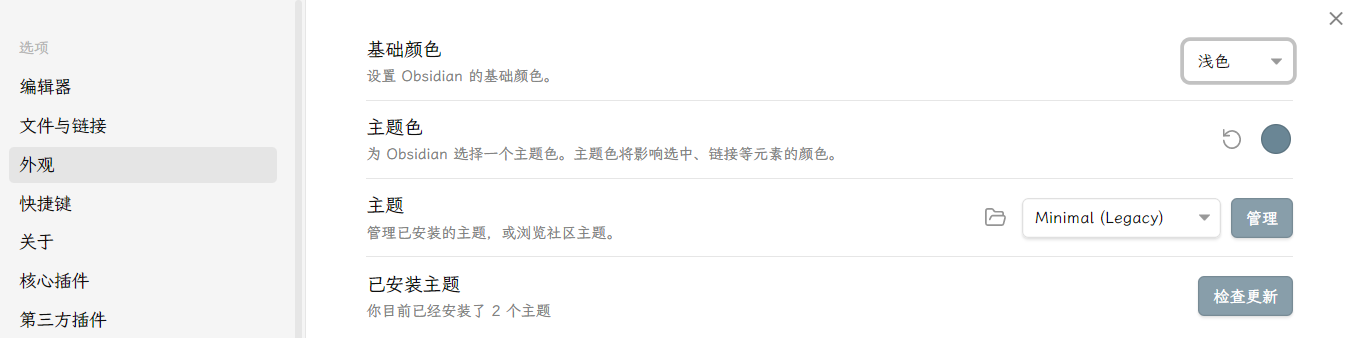 选项
编辑器
文件与链接
外观
快捷键
关于
核心插件
第三方插件
基础颜色
浅色
设置 Obsidian 的基础颜色。
主题色
为 Obsidian 选择一个主题色。主题色将影响选中、链接等元素的颜色。
主题
Minimal (Legacy)
管理
管理已安装的主题，或浏览社区主题。
已安装主题
检查更新
你目前已经安装了 2 个主题